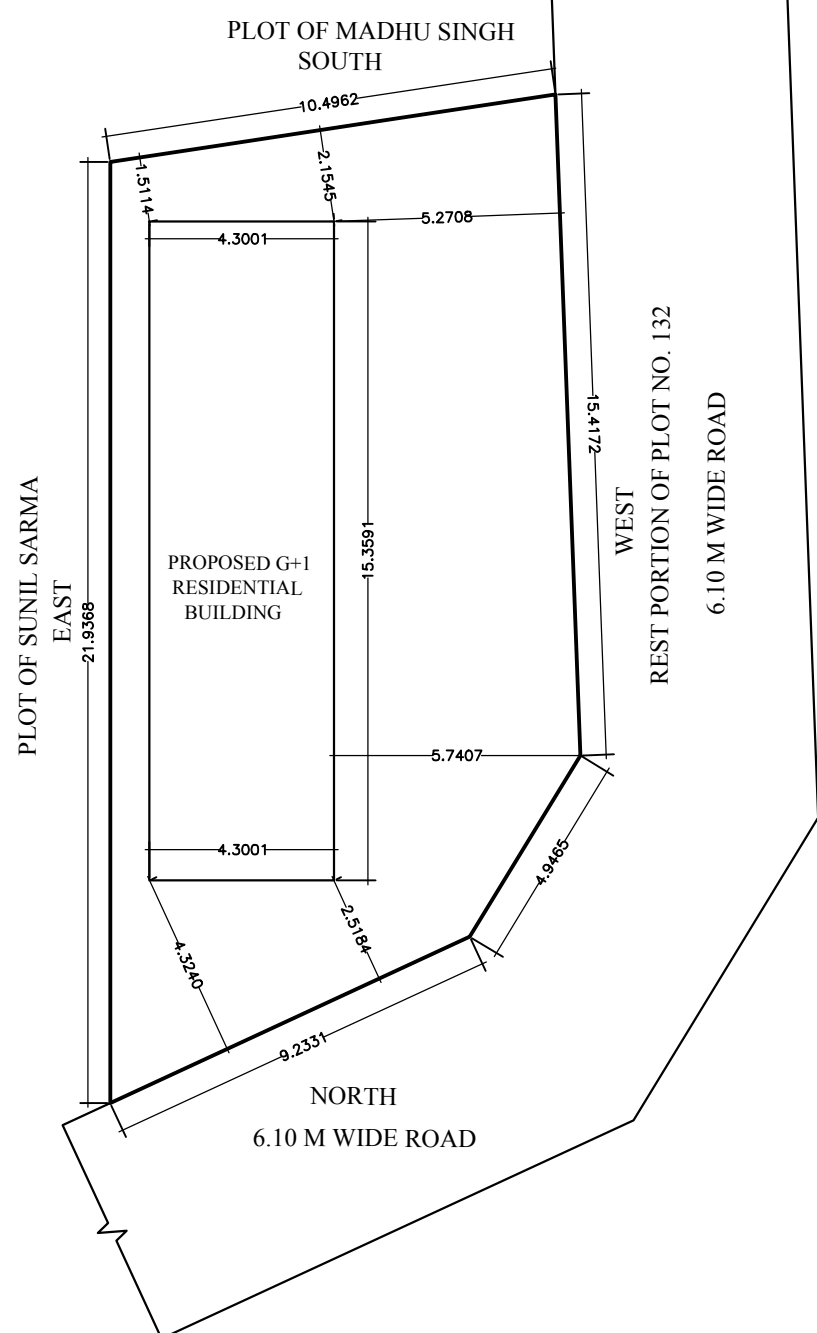 PLOT OF MADHU SINGH
SOUTH
10.4962
1.5114
2.1545
5.2708
4.3001
15.4172
WEST
REST PORTION OF PLOT NO. 132
6.10 M WIDE ROAD
PLOT OF SUNIL SARMA
EAST
21.9368
PROPOSED G+1
RESIDENTIAL
BUILDING
15.3591
5.7407
4.3001
4.9465
2.5184
4.3240
9.2331
NORTH
6.10 M WIDE ROAD